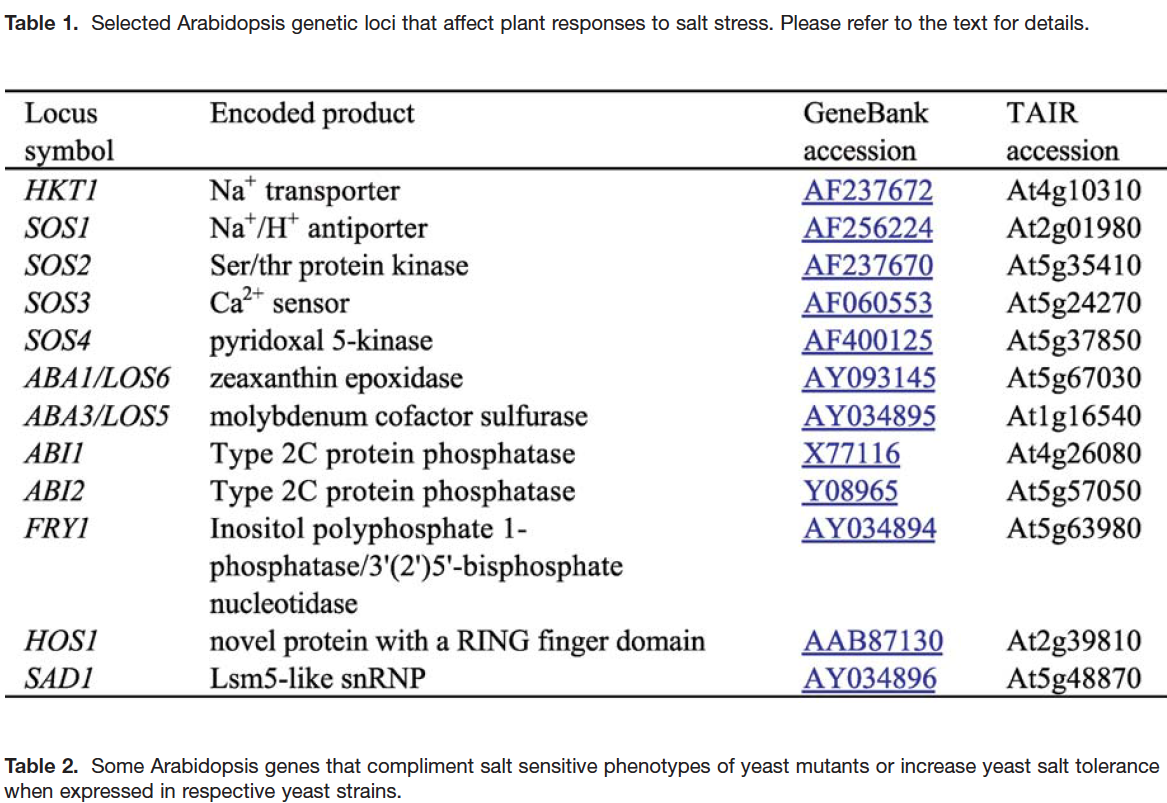 Table 1. Selected Arabidopsis genetic loci that affect plant responses to salt stress. Please refer to the text for details.
Locus symbol Encoded product GeneBank accession TAIR accession
HKT1 Na+ transporter AF237672 At4g10310
SOS1 Na+/H+ antiporter AF256224 At2g01980
SOS2 Ser/thr protein kinase AF237670 At5g35410
SOS3 Ca2+ sensor AF060553 At5g24270
SOS4 pyridoxal 5-kinase AF400125 At5g37850
ABA1/LOS6 zeaxanthin epoxidase AY093145 At5g67030
ABA3/LOS5 molybdenum cofactor sulfurase AY034895 At1g16540
ABI1 Type 2C protein phosphatase X77116 At4g26080
ABI2 Type 2C protein phosphatase Y08965 At5g57050
FRY1 Inositol polyphosphate 1- AY034894 At5g63980
phosphatase/3'(2')5'-bisphosphate
nucleotidase
HOS1 novel protein with a RING finger domain AAB87130 At2g39810
SAD1 Lsm5-like snRNP AY034896 At5g48870
Table 2. Some Arabidopsis genes that compliment salt sensitive phenotypes of yeast mutants or increase yeast salt tolerance
when expressed in respective yeast strains.